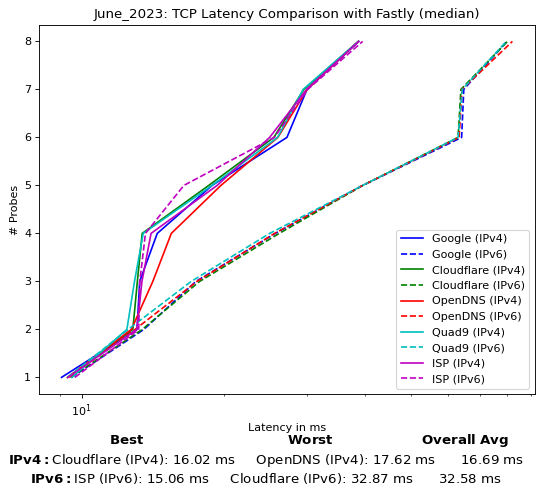 June_2023: TCP Latency Comparison with Fastly (median)
8
7
6
5
4
3
2
1
# Probes
Google (IPv4)
Google (IPv6)
Cloudflare (IPv4)
Cloudflare (IPv6)
OpenDNS (IPv4)
OpenDNS (IPv6)
Quad9 (IPv4)
Quad9 (IPv6)
ISP (IPv4)
ISP (IPv6)
10¹
Latency in ms
Best Worst Overall Avg
IPv4: Cloudflare (IPv4): 16.02 ms OpenDNS (IPv4): 17.62 ms 16.69 ms
IPv6: ISP (IPv6): 15.06 ms Cloudflare (IPv6): 32.87 ms 32.58 ms